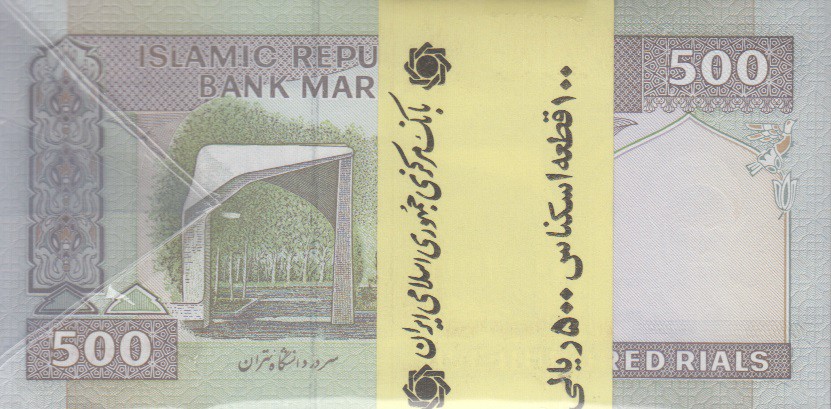 ISLAMIC REPU
BANK MAR
500
500
سردر دانشگاه تهران
RED RIALS
بانک مرکزی جمهوری اسلامی ایران
۱۰۰ قطعه اسکناس ۵۰۰ ریالی